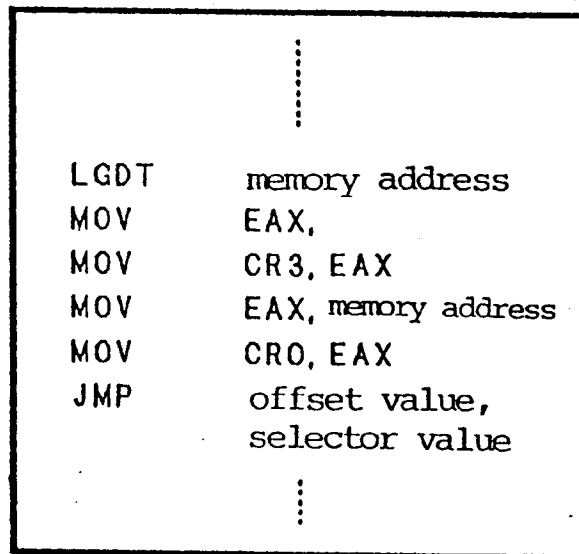 LGDT memory address
MOV EAX,
MOV CR3, EAX
MOV EAX, memory address
MOV CR0, EAX
JMP offset value,
selector value